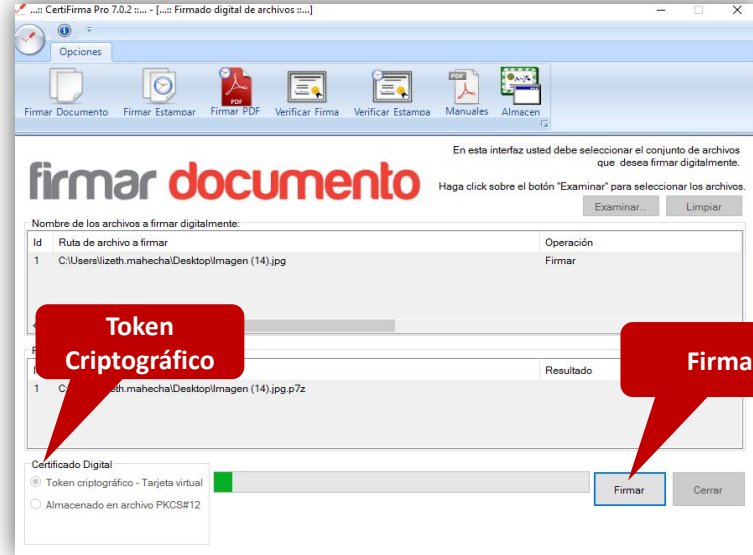 ...:: CertiFirma Pro 7.0.2 ::... - [...:: Firmado digital de archivos ::...]
Opciones
Firmar Documento Firmar Estampar Firmar PDF Verificar Firma Verificar Estampa Manuales Almacen
En esta interfaz usted debe seleccionar el conjunto de archivos
que desea firmar digitalmente.
firmar documento
Haga click sobre el botón "Examinar" para seleccionar los archivos.
Examinar... Limpiar
Nombre de los archivos a firmar digitalmente:
Id Ruta de archivo a firmar Operación
1 C:\Users\lizeth.mahecha\Desktop\Imagen (14).jpg Firmar
Token
Criptográfico
Firma
Resultado
1 eth.mahecha\Desktop\Imagen (14).jpg.p7z
Certificado Digital
Token criptográfico - Tarjeta virtual
Almacenado en archivo PKCS#12
Firmar Cerrar